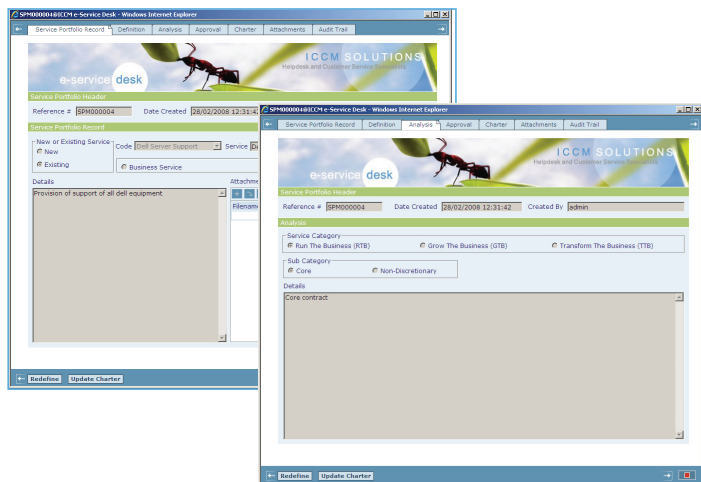 SPM000004@ICCM e-Service Desk - Windows Internet Explorer
Service Portfolio Record Definition Analysis Approval Charter Attachments Audit Trail
ICCM SOLUTIONS
Helpdesk and Customer Service Specialists
e-service desk
Service Portfolio Header
Reference # SPM000004 Date Created 28/02/2008 12:31:42
Service Portfolio Record
New or Existing Service
New
Existing
Code Dell Server Support Service
Business Service
Details
Provision of support of all dell equipment
Redefine Update Charter
SPM000004@ICCM e-Service Desk - Windows Internet Explorer
Service Portfolio Record Definition Analysis Approval Charter Attachments Audit Trail
ICCM SOLUTIONS
Helpdesk and Customer Service Specialists
e-service desk
Service Portfolio Header
Reference # SPM000004 Date Created 28/02/2008 12:31:42 Created By admin
Analysis
Service Category
Run The Business (RTB) Grow The Business (GTB) Transform The Business (TTB)
Sub Category
Core Non-Discretionary
Details
Core contract
Redefine Update Charter